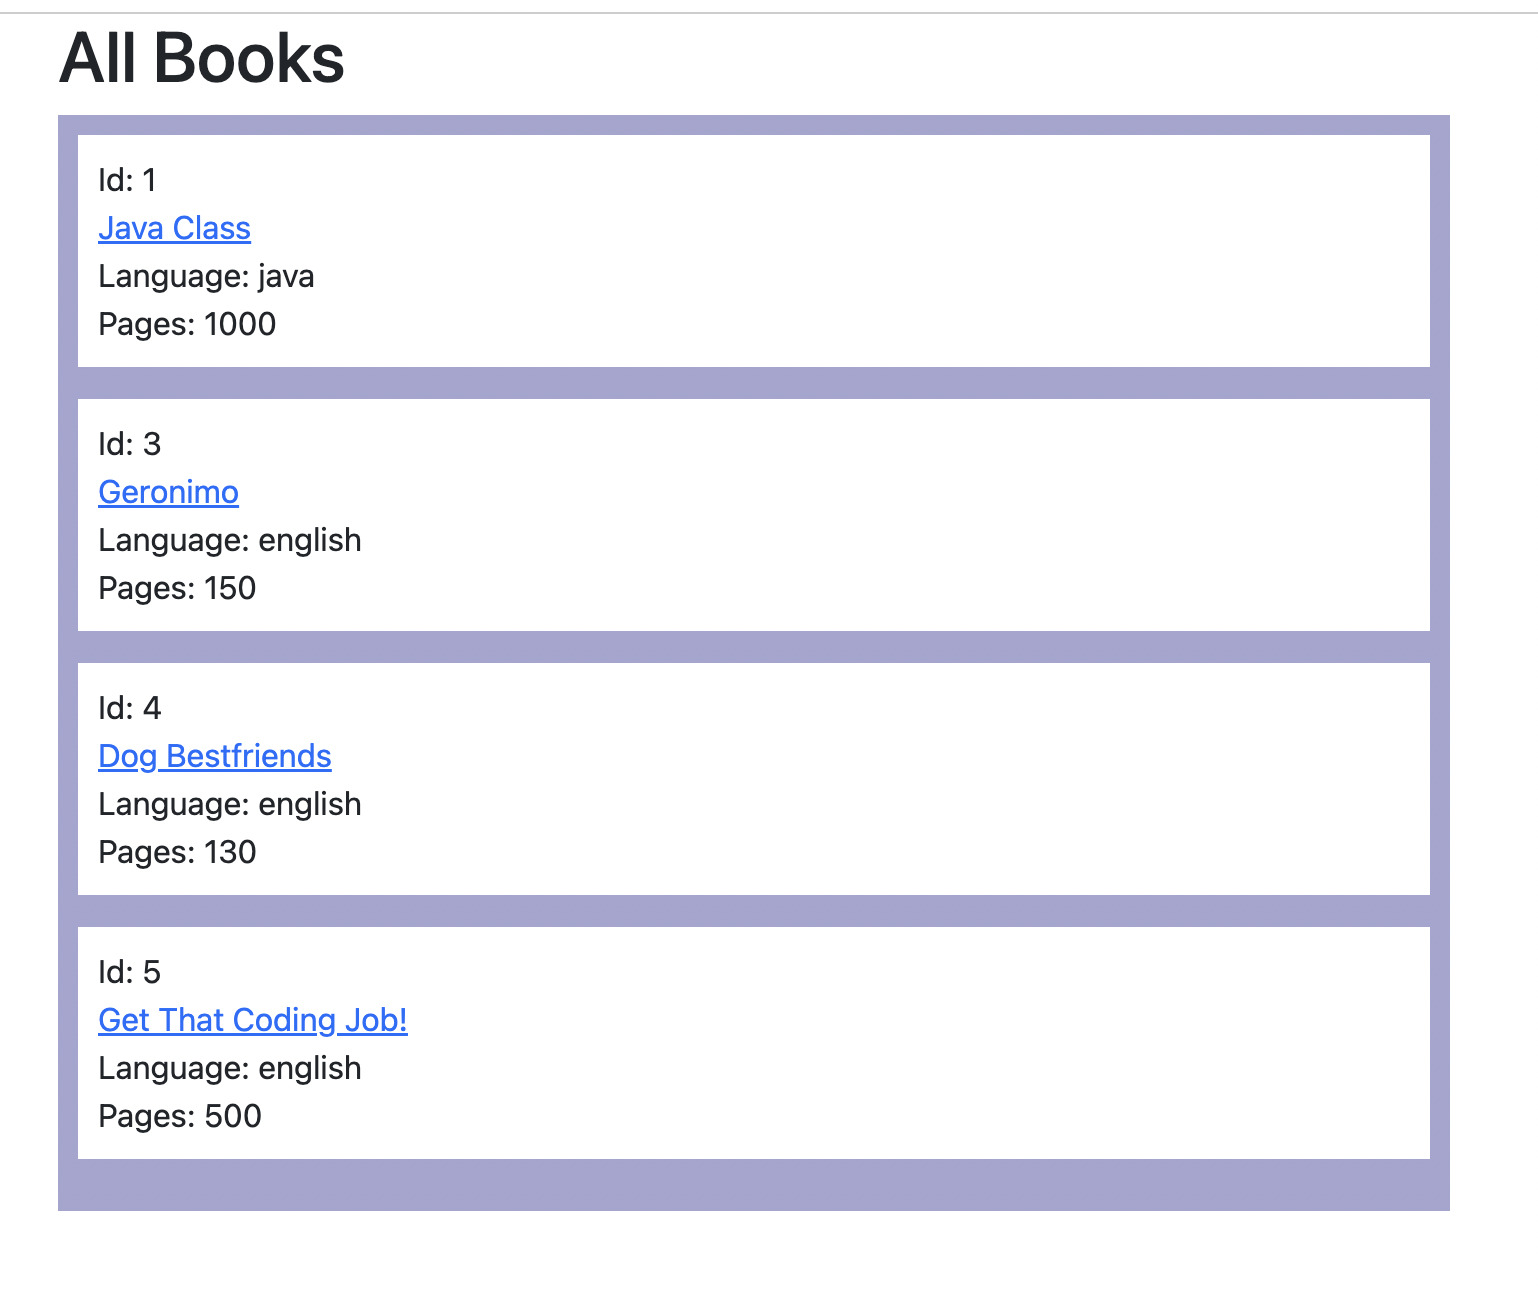 All Books
Id: 1
Java Class
Language: java
Pages: 1000
Id: 3
Geronimo
Language: english
Pages: 150
Id: 4
Dog Bestfriends
Language: english
Pages: 130
Id: 5
Get That Coding Job!
Language: english
Pages: 500